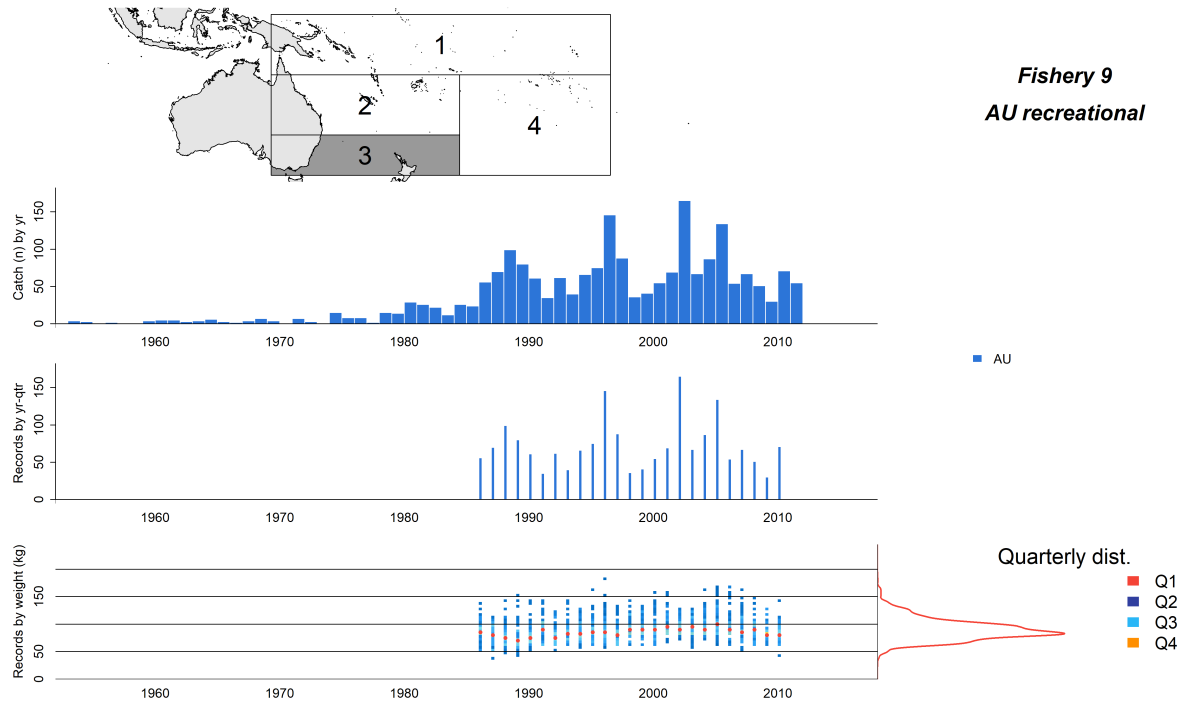 1
2
3
4
Fishery 9
AU recreational
Catch (n) by yr
150
100
50
0
1960 1970 1980 1990 2000 2010
AU
Records by yr-qtr
150
100
50
0
1960 1970 1980 1990 2000 2010
Records by weight (kg)
150
50
0
1960 1970 1980 1990 2000 2010
Quarterly dist.
Q1
Q2
Q3
Q4